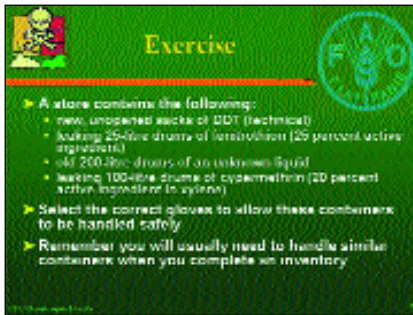 Exercise
F A O
A store contains the following:
new, unopened sacks of DDT (technical)
leaking 25-litre drums of fenitrothion (25 percent active
ingredient)
old 200-litre drums of an unknown liquid
leaking 100-litre drums of cypermethrin (20 percent
active ingredient in xylene)
Select the correct gloves to allow these containers
to be handled safely
Remember you will usually need to handle similar
containers when you complete an inventory